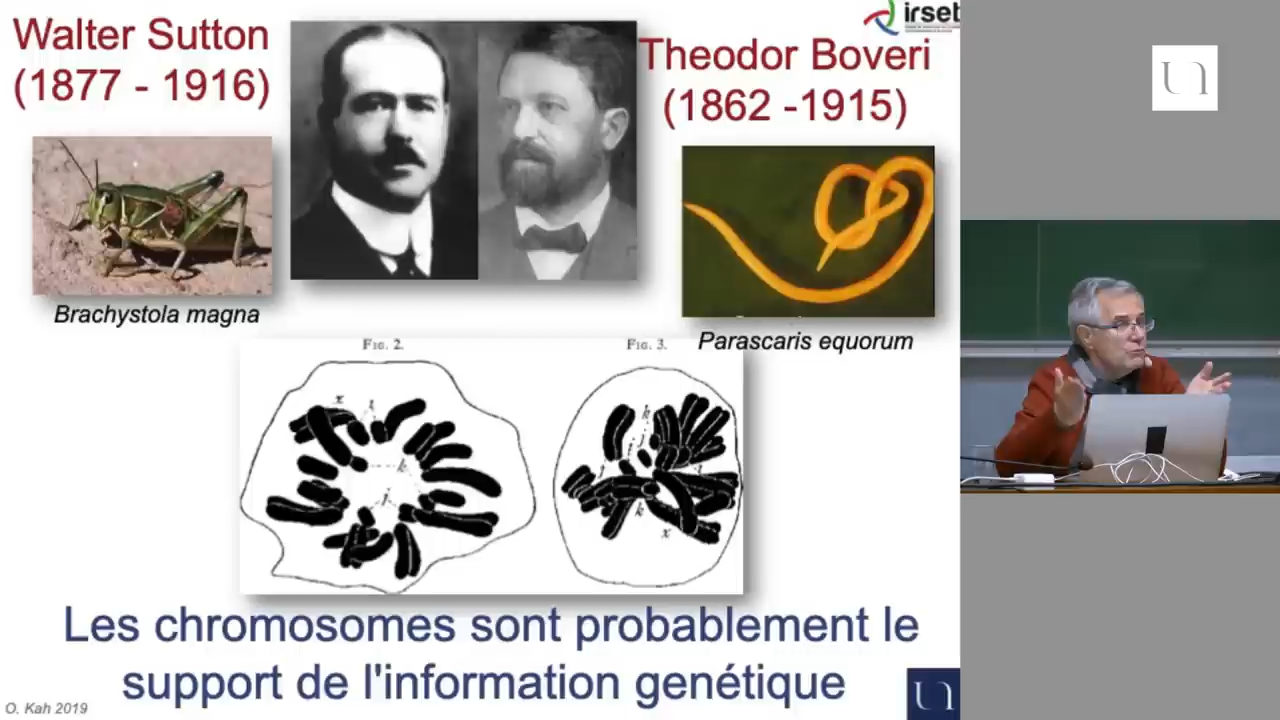 Walter Sutton
(1877 - 1916)
irset
Theodor Boveri
(1862 -1915)
Brachystola magna
Parascaris equorum
FIG. 2.
FIG. 3.
x
i
k
j
k
i
j
k
x
Les chromosomes sont probablement le
support de l'information génétique
O. Kah 2019